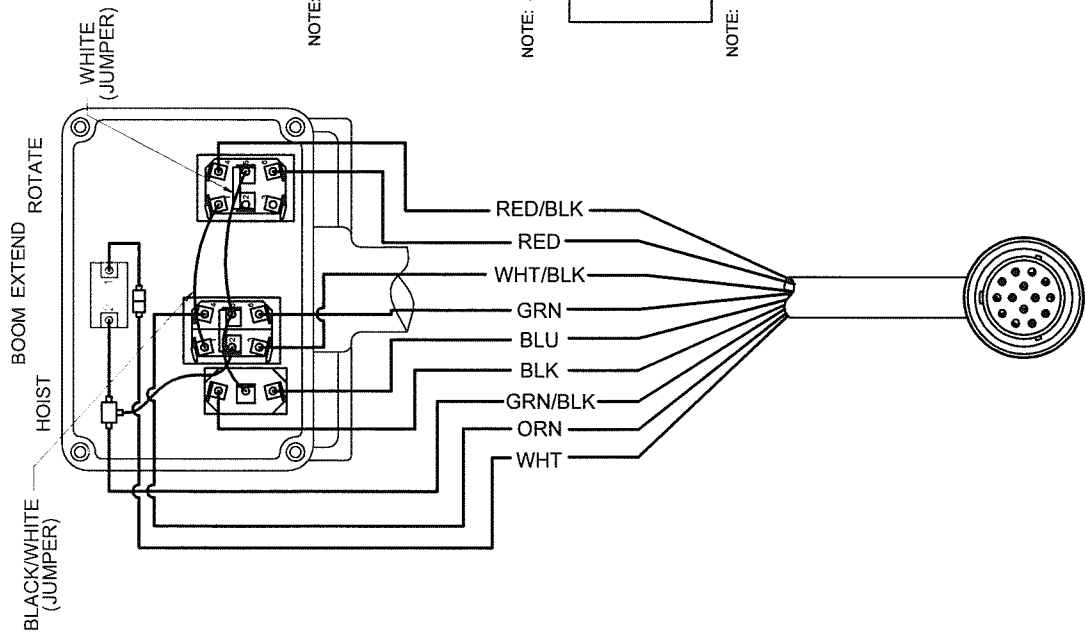 WHITE
(JUMPER)
NOTE:
NOTE:
NOTE:
ROTATE
BOOM EXTEND
HOIST
BLACK/WHITE
(JUMPER)
RED/BLK
RED
WHT/BLK
GRN
BLU
BLK
GRN/BLK
ORN
WHT